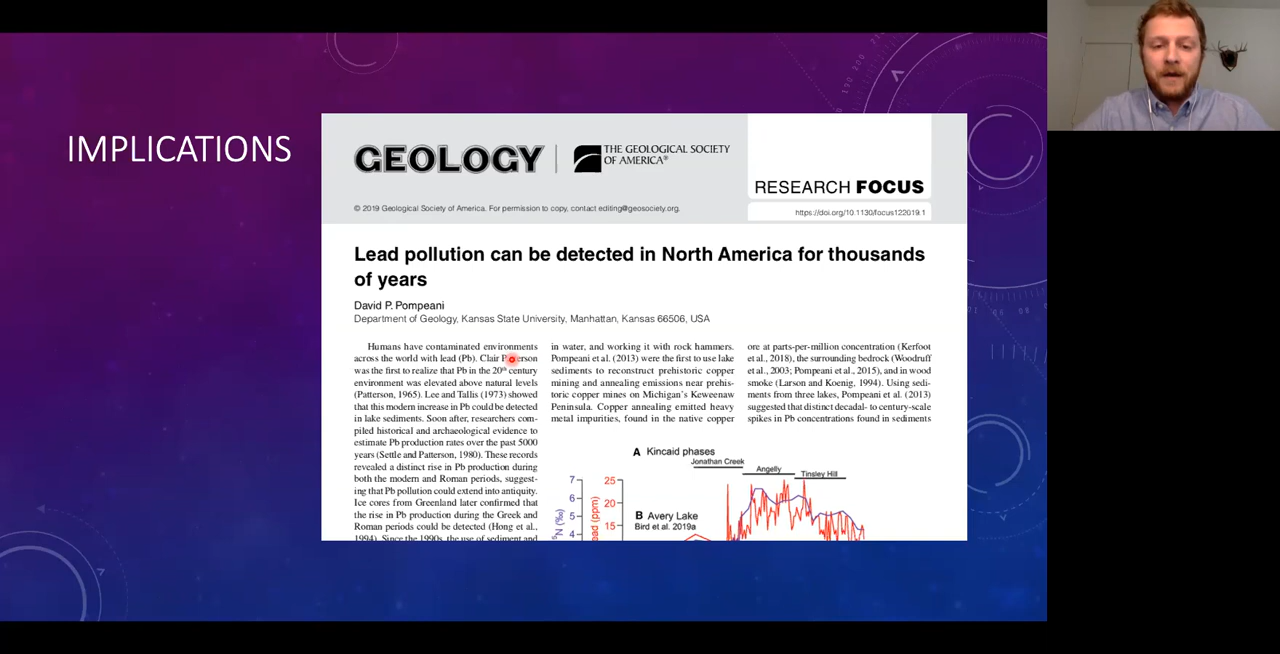 IMPLICATIONS
GEOLOGY
THE GEOLOGICAL SOCIETY
OF AMERICA®
RESEARCH FOCUS
© 2019 Geological Society of America. For permission to copy, contact editing@geosociety.org.
https://doi.org/10.1130/focus122019.1
Lead pollution can be detected in North America for thousands
of years
David P. Pompeani
Department of Geology, Kansas State University, Manhattan, Kansas 66506, USA
Humans have contaminated environments
across the world with lead (Pb). Clair
was the first to realize that Pb in the 20th century
environment was elevated above natural levels
(Patterson, 1965). Lee and Tallis (1973) showed
that this modern increase in Pb could be detected
in lake sediments. Soon after, researchers com-
piled historical and archaeological evidence to
estimate Pb production rates over the past 5000
years (Settle and Patterson, 1980). These records
revealed a distinct rise in Pb production during
both the modern and Roman periods, suggest-
ing that Pb pollution could extend into antiquity.
Ice cores from Greenland later confirmed that
the rise in Pb production during the Greek and
Roman periods could be detected (Hong et al.,
1994). Since the 1990s, the use of sediment and
in water, and working it with rock hammers.
Pompeani et al. (2013) were the first to use lake
sediments to reconstruct prehistoric copper
mining and annealing emissions near prehis-
toric copper mines on Michigan's Keweenaw
Peninsula. Copper annealing emitted heavy
metal impurities, found in the native copper
ore at parts-per-million concentration (Kerfoot
et al., 2018), the surrounding bedrock (Woodruff
et al., 2003; Pompeani et al., 2015), and in wood
smoke (Larson and Koenig, 1994). Using sedi-
ments from three lakes, Pompeani et al. (2013)
suggested that distinct decadal- to century-scale
spikes in Pb concentrations found in sediments
A Kincaid phases
Jonathan Creek
Angelly
Tinsley Hill
7
25
6
20
5
15
4
B Avery Lake
Bird et al. 2019a
N (‰)
ead (ppm)